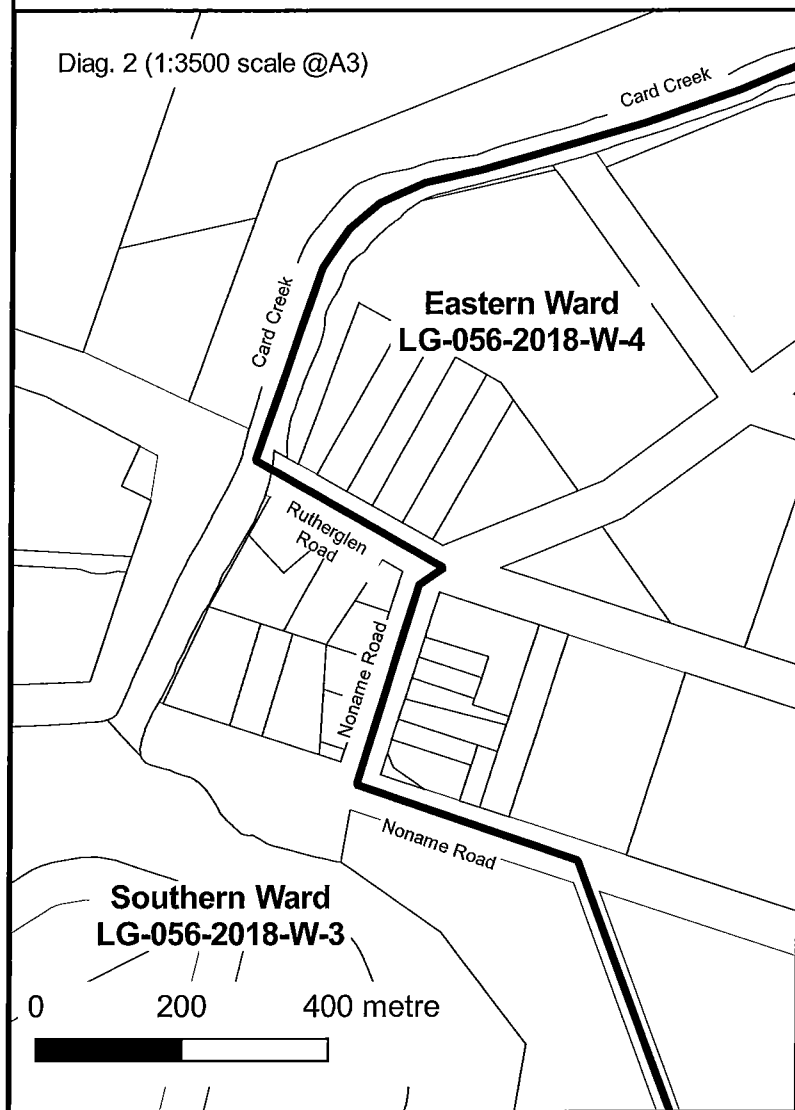 Diag. 2 (1:3500 scale @A3)
Card Creek
Card Creek
Eastern Ward
LG-056-2018-W-4
Rutherglen
Road
Noname Road
Noname Road
Southern Ward
LG-056-2018-W-3
0 200 400 metre